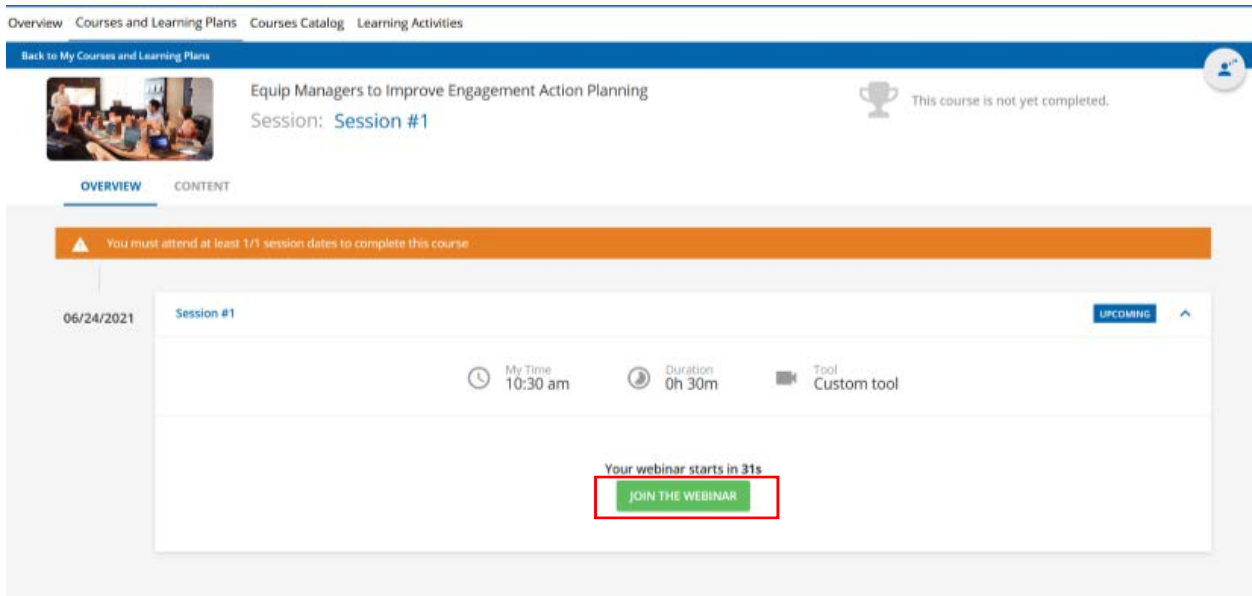 Overview Courses and Learning Plans Courses Catalog Learning Activities
Back to My Courses and Learning Plans
Equip Managers to Improve Engagement Action Planning
Session: Session #1
This course is not yet completed.
OVERVIEW CONTENT
You must attend at least 1/1 session dates to complete this course
06/24/2021
Session #1
UPCOMING
My Time
10:30 am
Duration
0h 30m
Tool
Custom tool
Your webinar starts in 31s
JOIN THE WEBINAR